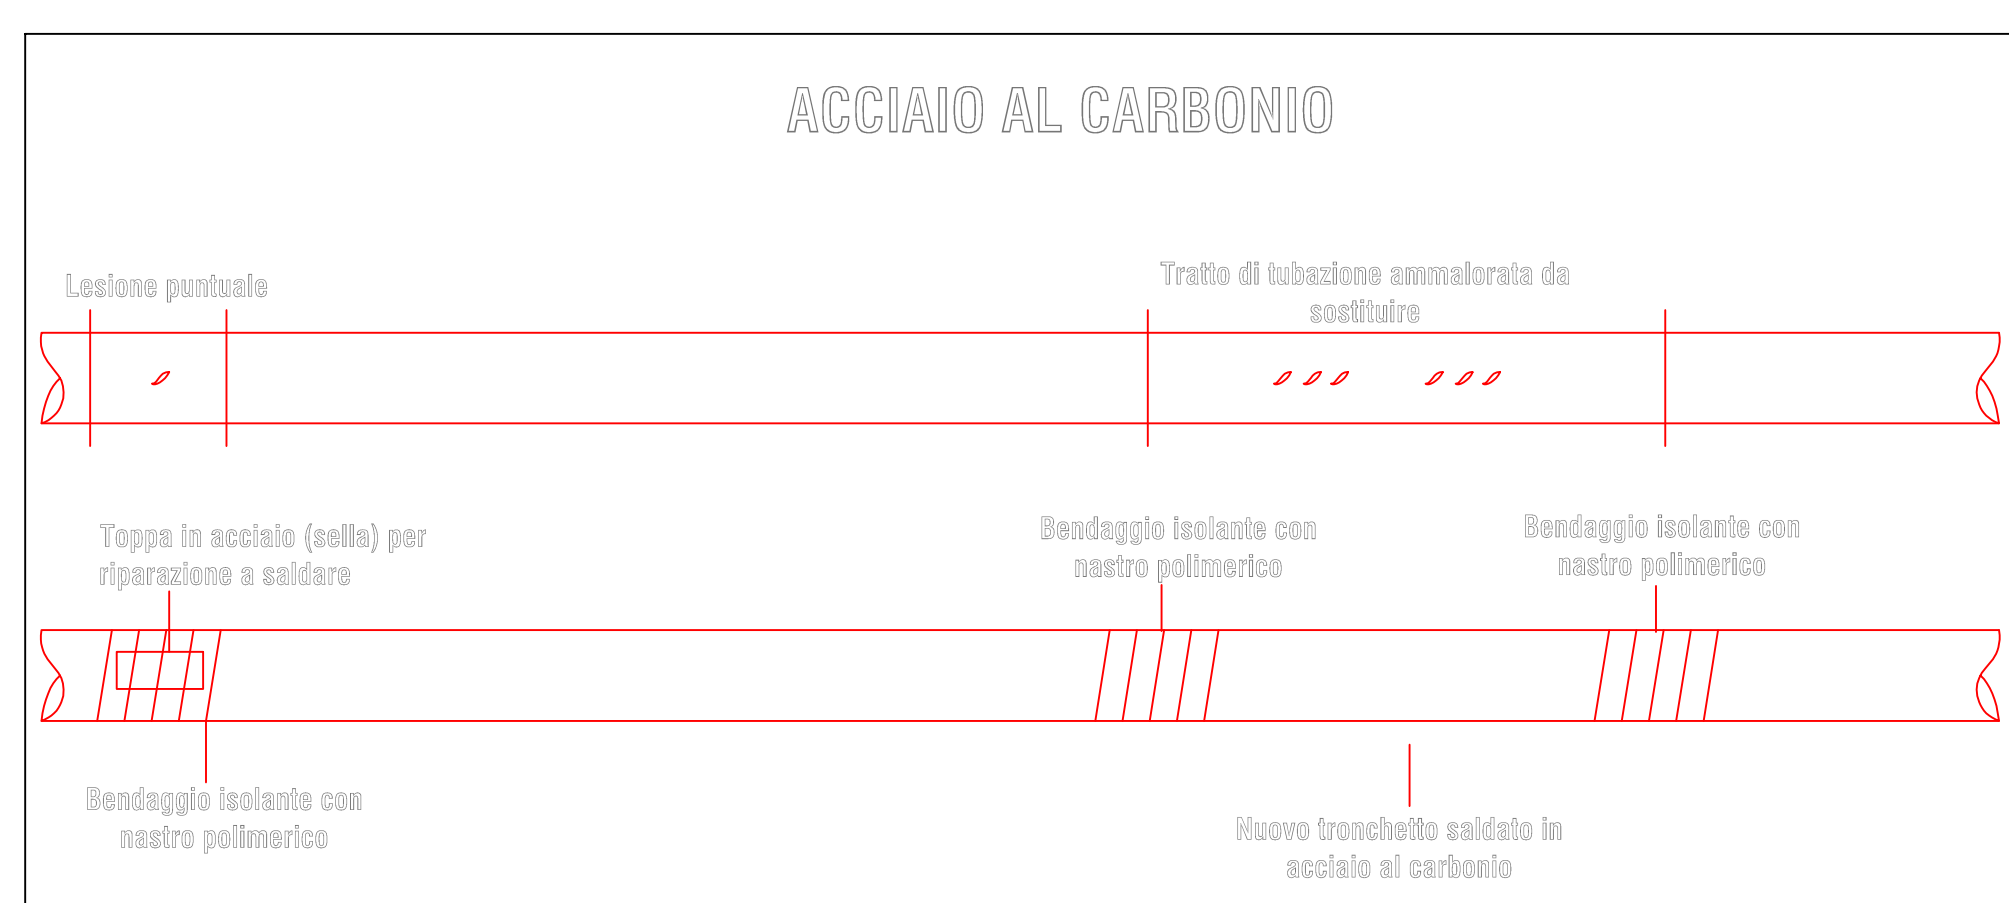 ACCIAIO AL CARBONIO
Lesione puntuale
Tratto di tubazione ammalorata da
sostituire
Toppa in acciaio (sella) per
riparazione a saldare
Bendaggio isolante con
nastro polimerico
Bendaggio isolante con
nastro polimerico
Bendaggio isolante con
nastro polimerico
Nuovo tronchetto saldato in
acciaio al carbonio